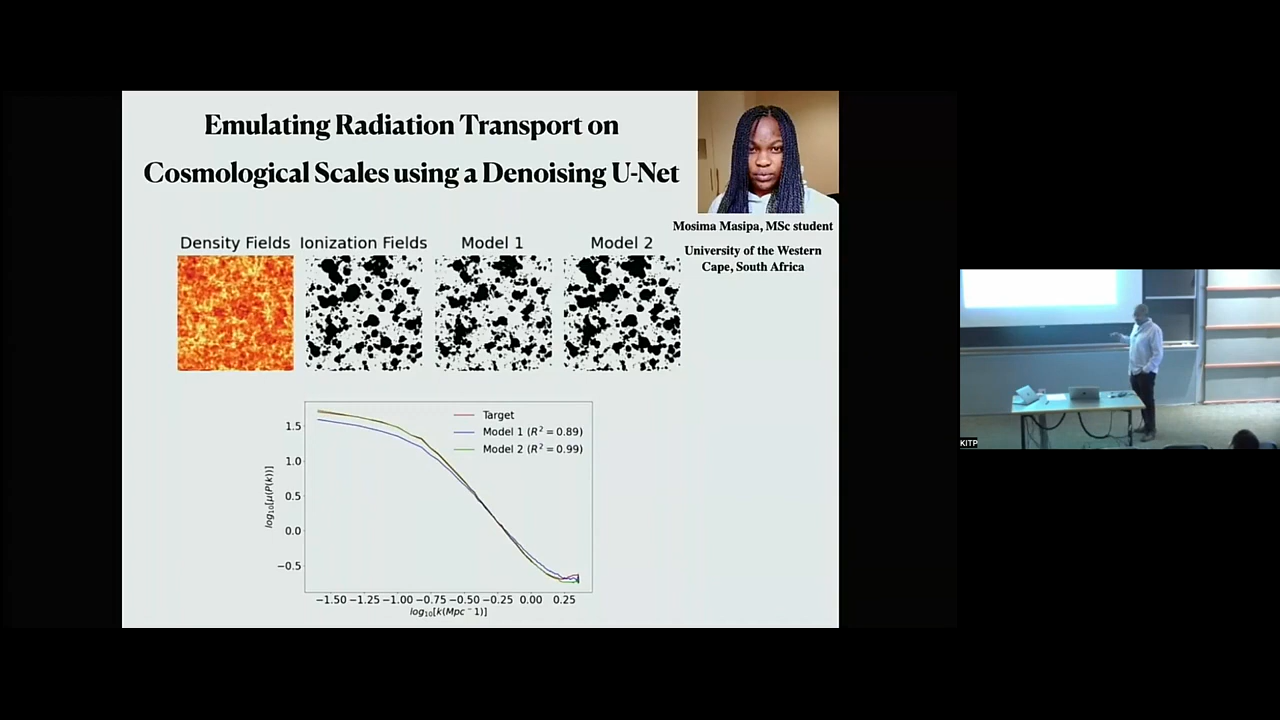 Emulating Radiation Transport on
Cosmological Scales using a Denoising U-Net
Mosima Masipa, MSc student
University of the Western
Cape, South Africa
Density Fields Ionization Fields Model 1 Model 2
Target
Model 1 (R² = 0.89)
Model 2 (R² = 0.99)
1.5
1.0
0.5
0.0
−0.5
log₁₀[μ(P(k))]
−1.50 −1.25 −1.00 −0.75 −0.50 −0.25 0.00 0.25
log₁₀[k(Mpc⁻1)]
KITP